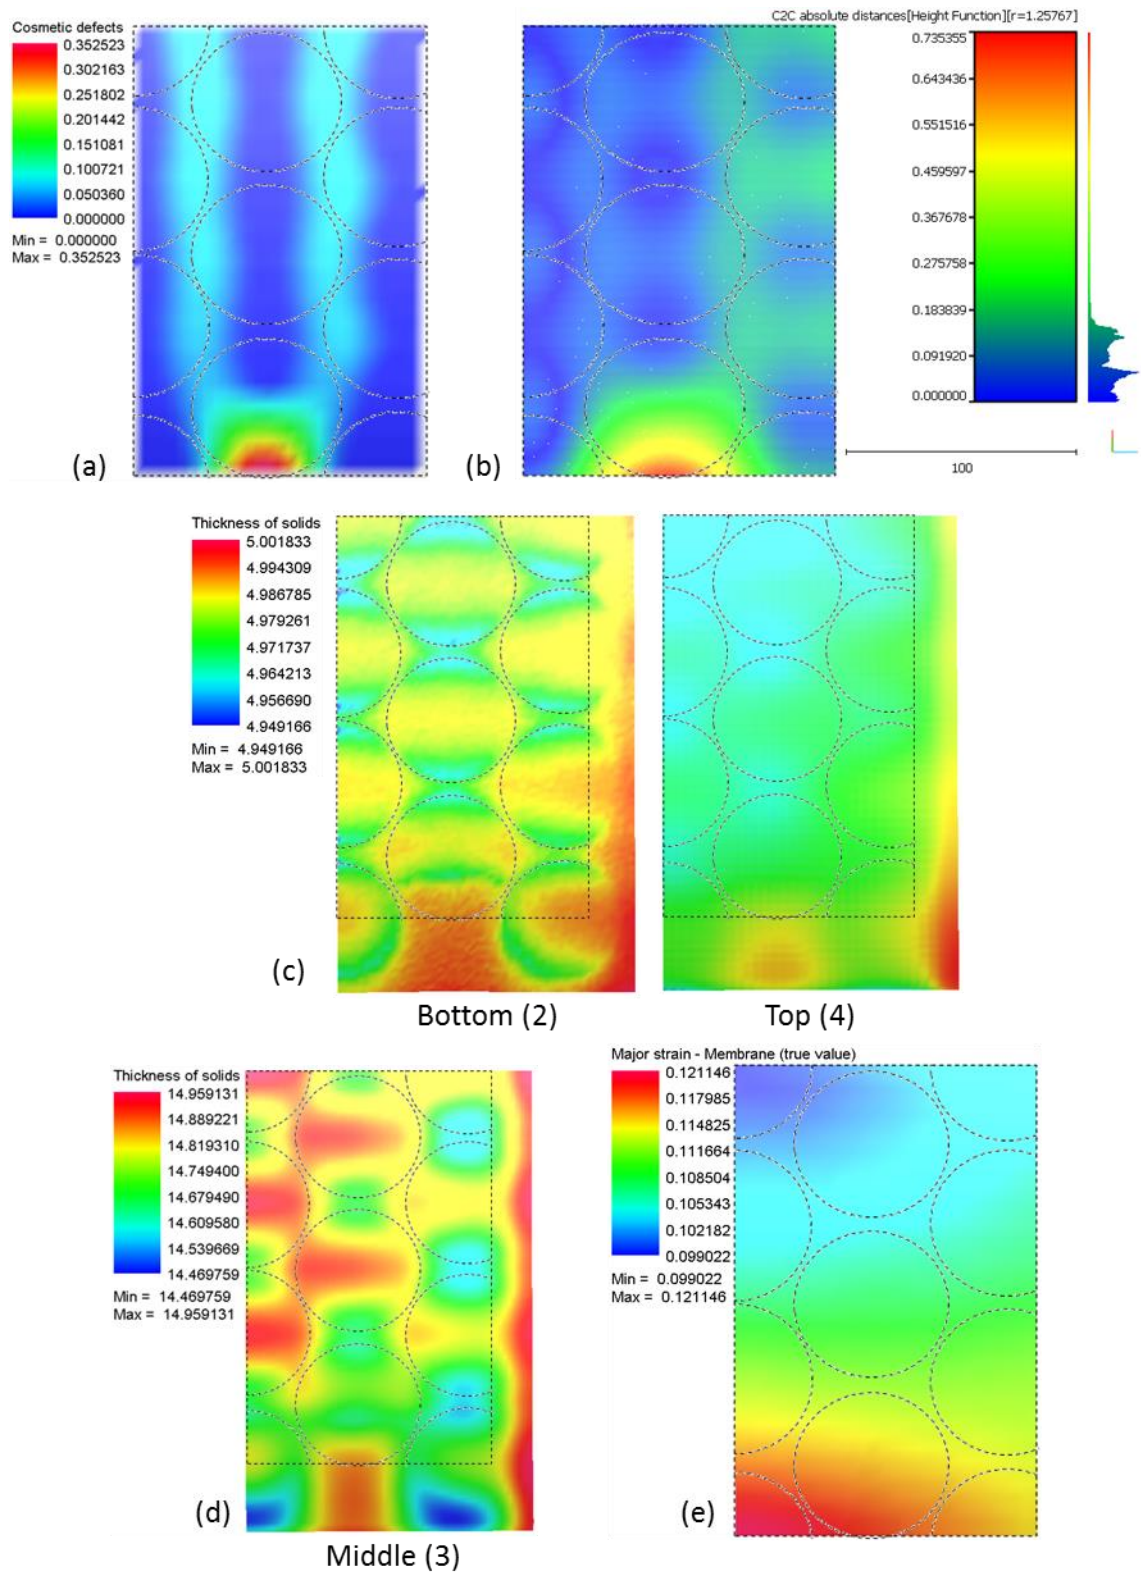 Cosmetic defects
0.352523
0.302163
0.251802
0.201442
0.151081
0.100721
0.050360
0.000000
Min = 0.000000
Max = 0.352523
(a)
C2C absolute distances[Height Function][r=1.25767]
0.735355
0.643436
0.551516
0.459597
0.367678
0.275758
0.183839
0.091920
0.000000
100
(b)
Thickness of solids
5.001833
4.994309
4.986785
4.979261
4.971737
4.964213
4.956690
4.949166
Min = 4.949166
Max = 5.001833
(c)
Bottom (2)
Top (4)
Thickness of solids
14.959131
14.889221
14.819310
14.749400
14.679490
14.609580
14.539669
14.469759
Min = 14.469759
Max = 14.959131
(d)
Middle (3)
Major strain - Membrane (true value)
0.121146
0.117985
0.114825
0.111664
0.108504
0.105343
0.102182
0.099022
Min = 0.099022
Max = 0.121146
(e)